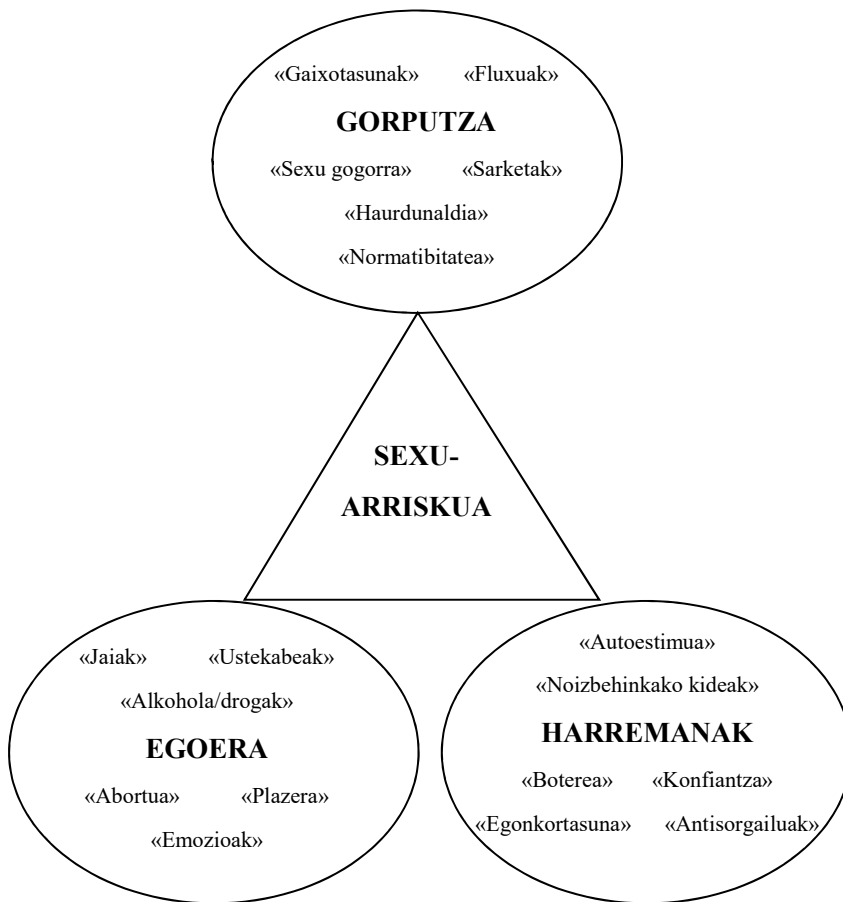 «Gaixotasunak» «Fluxuak»
GORPUTZA
«Sexu gogorra» «Sarketak»
«Haurdunaldia»
«Normatibitatea»
SEXU-
ARRISKUA
«Jaiak» «Ustekabeak»
«Alkohola/drogak»
EGOERA
«Abortua» «Plazera»
«Emozioak»
«Autoestimua»
«Noizbehinkako kideak»
HARREMANAK
«Boterea» «Konfiantza»
«Egonkortasuna» «Antisorgailuak»